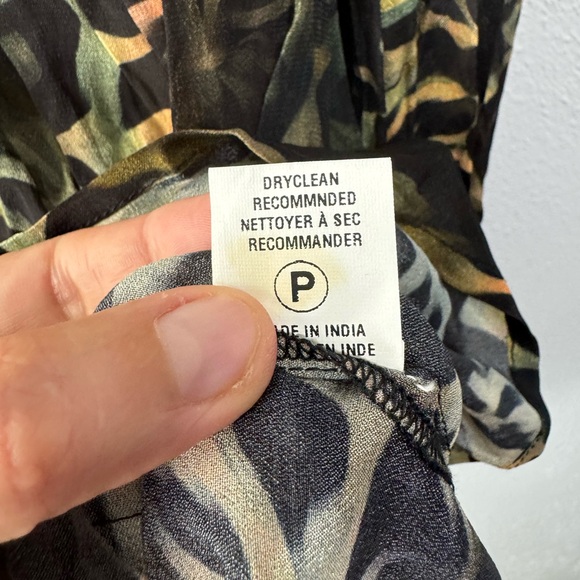 DRYCLEAN
RECOMMNDED
NETTOYER À SEC
RECOMMANDER
P
IN INDIA
INDE